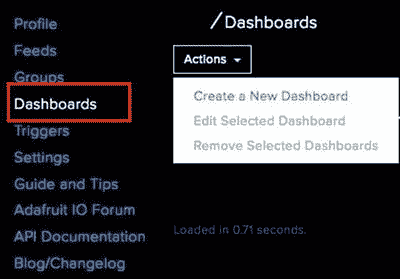 Profile
Feeds
Groups
Dashboards
Triggers
Settings
Guide and Tips
Adafruit IO Forum
API Documentation
Blog/Changelog
/Dashboards
Actions
Create a New Dashboard
Edit Selected Dashboard
Remove Selected Dashboards
Loaded in 0.71 seconds.